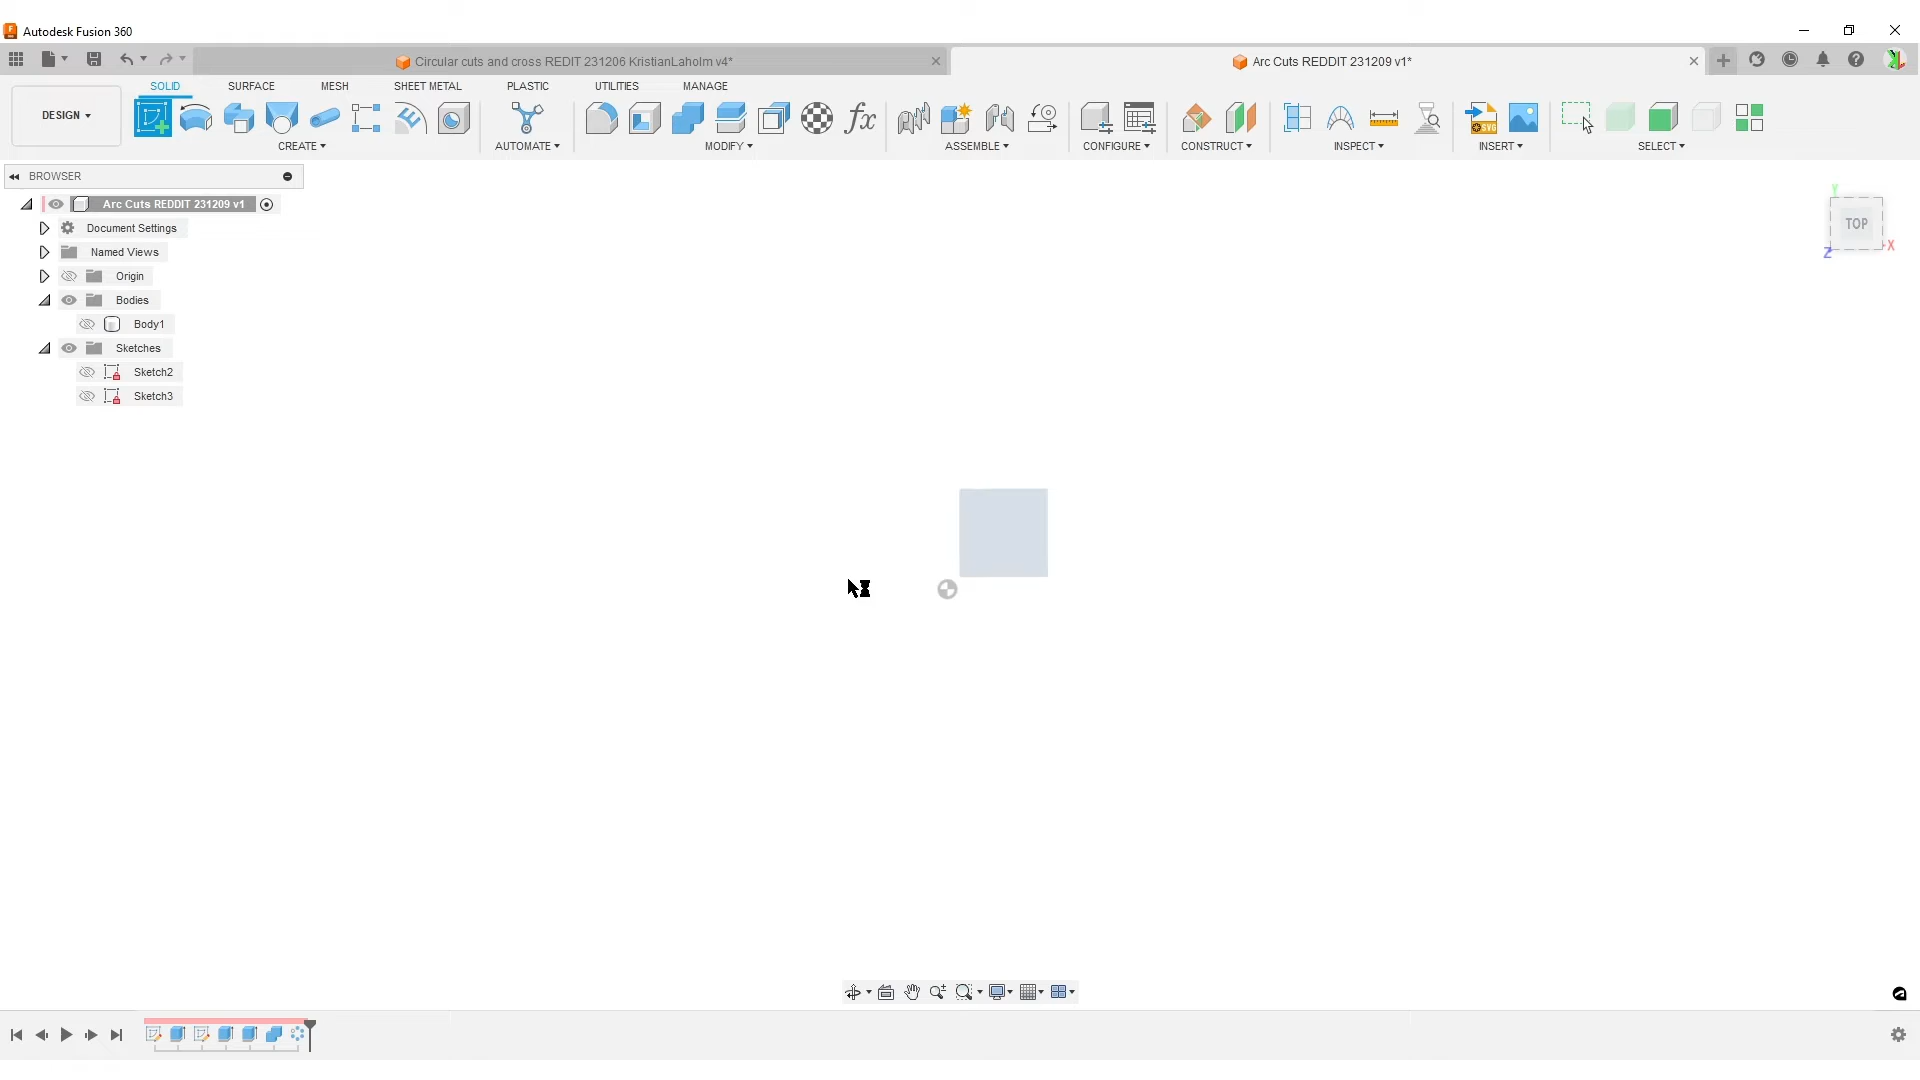 Autodesk Fusion 360
Circular cuts and cross REDIT 231206 KristianLaholm v4*
Arc Cuts REDDIT 231209 v1*
SOLID
SURFACE
MESH
SHEET METAL
PLASTIC
UTILITIES
MANAGE
DESIGN
fx
SVG
CREATE
AUTOMATE
MODIFY
ASSEMBLE
CONFIGURE
CONSTRUCT
INSPECT
INSERT
SELECT
BROWSER
Arc Cuts REDDIT 231209 v1
Document Settings
Named Views
Origin
Bodies
Body1
Sketches
Sketch2
Sketch3
Y
TOP
X
Z